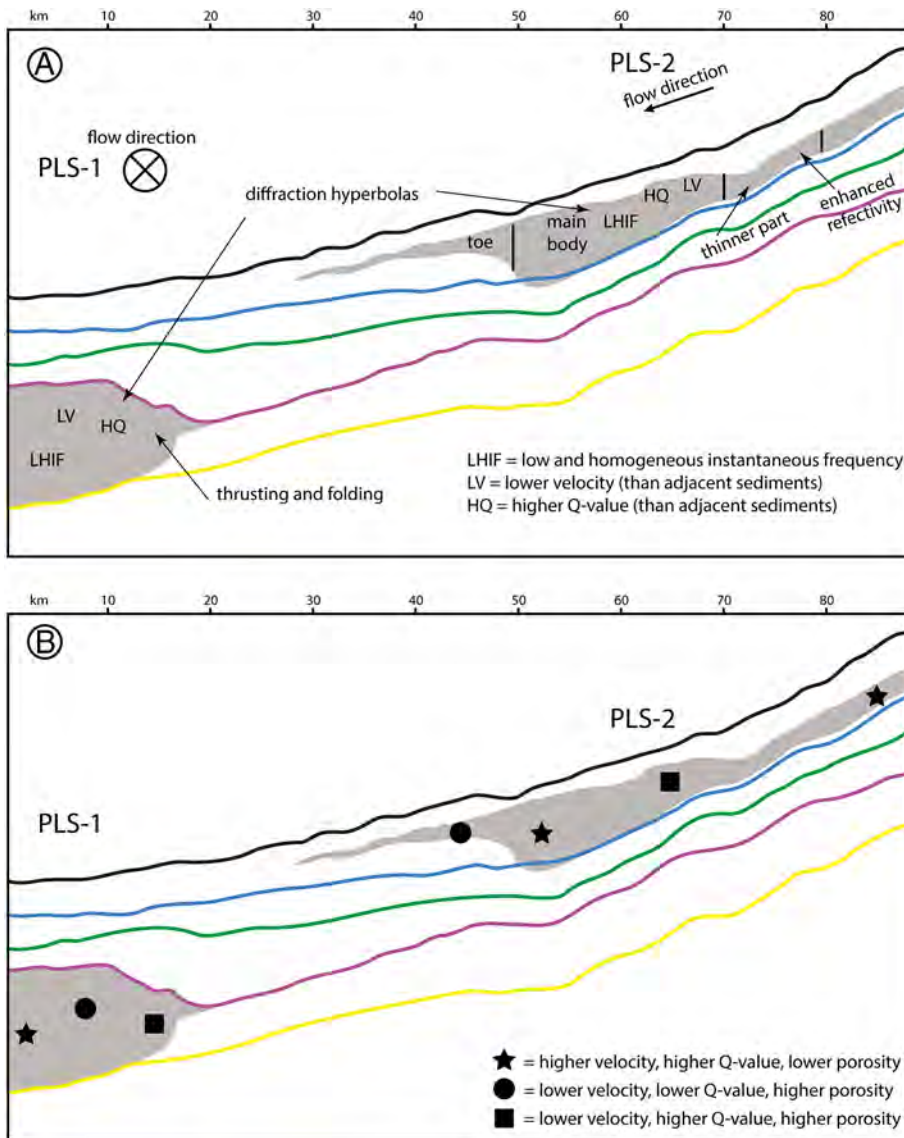 km 10 20 30 40 50 60 70 80
A
PLS-2
flow direction
flow direction
PLS-1
diffraction hyperbolas
HQ LV
LHIF
main
body
toe
enhanced
refectivity
thinner part
LV
HQ
LHIF
thrusting and folding
LHIF = low and homogeneous instantaneous frequency
LV = lower velocity (than adjacent sediments)
HQ = higher Q-value (than adjacent sediments)
km 10 20 30 40 50 60 70 80
B
PLS-2
PLS-1
= higher velocity, higher Q-value, lower porosity
= lower velocity, lower Q-value, higher porosity
= lower velocity, higher Q-value, higher porosity